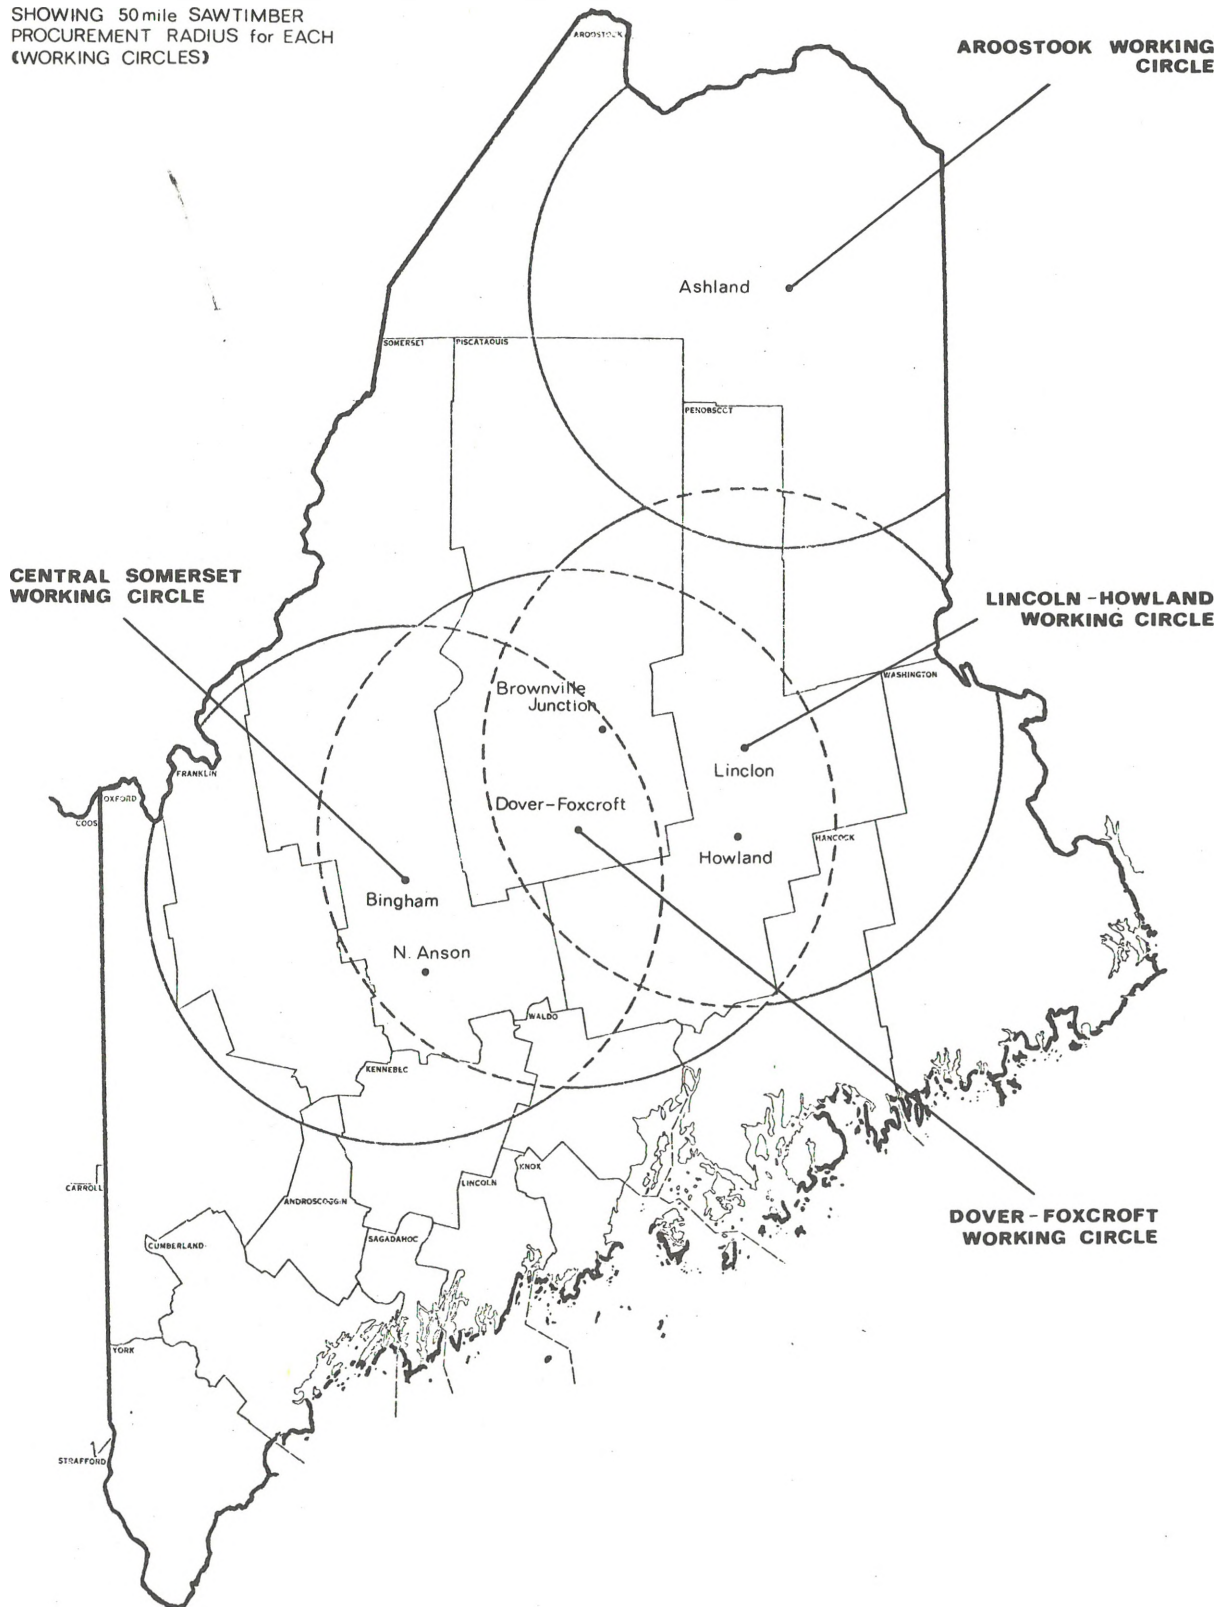 SHOWING 50 mile SAWTIMBER
PROCUREMENT RADIUS for EACH
(WORKING CIRCLES)
AROOSTOOK
AROOSTOOK WORKING
CIRCLE
Ashland
SOMERSET
PISCATAQUIS
PENOBSCOT
CENTRAL SOMERSET
WORKING CIRCLE
LINCOLN-HOWLAND
WORKING CIRCLE
WASHINGTON
Brownville
Junction
FRANKLIN
Linclon
OXFORD
COOS
Dover-Foxcroft
HANCOCK
Howland
Bingham
N. Anson
WALDO
KENNEBEC
KNOX
LINCOLN
CARROLL
ANDROSCOGGIN
SAGADAHOC
CUMBERLAND
DOVER-FOXCROFT
WORKING CIRCLE
YORK
STRAFFORD